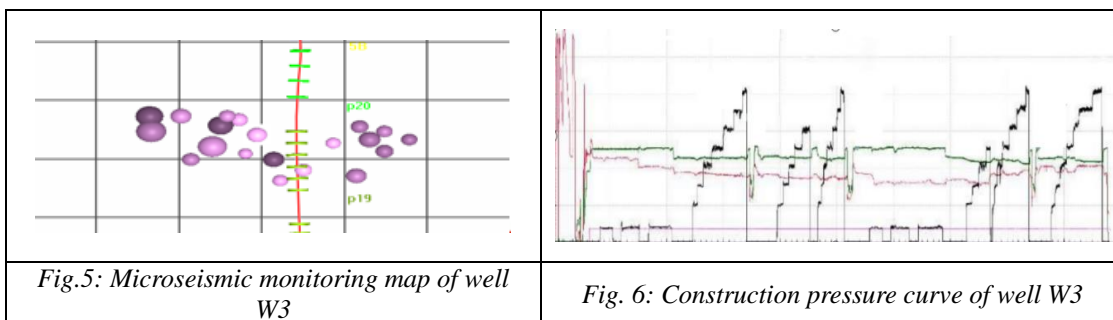 p20
p19
Fig.5: Microseismic monitoring map of well
W3
Fig. 6: Construction pressure curve of well W3